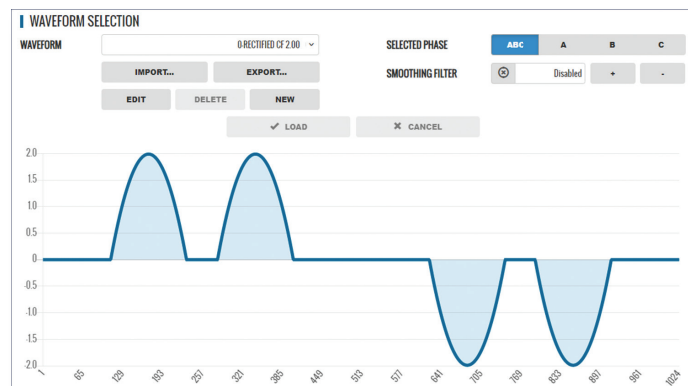 WAVEFORM SELECTION
WAVEFORM 0-RECTIFIED CF 2.00 SELECTED PHASE ABC A B C
IMPORT... EXPORT... SMOOTHING FILTER Disabled + -
EDIT DELETE NEW
LOAD CANCEL
2.0
1.5
1.0
0.5
0
-0.5
-1.0
-1.5
-2.0
1 65 129 193 257 321 385 449 513 577 641 705 769 833 897 961 1024